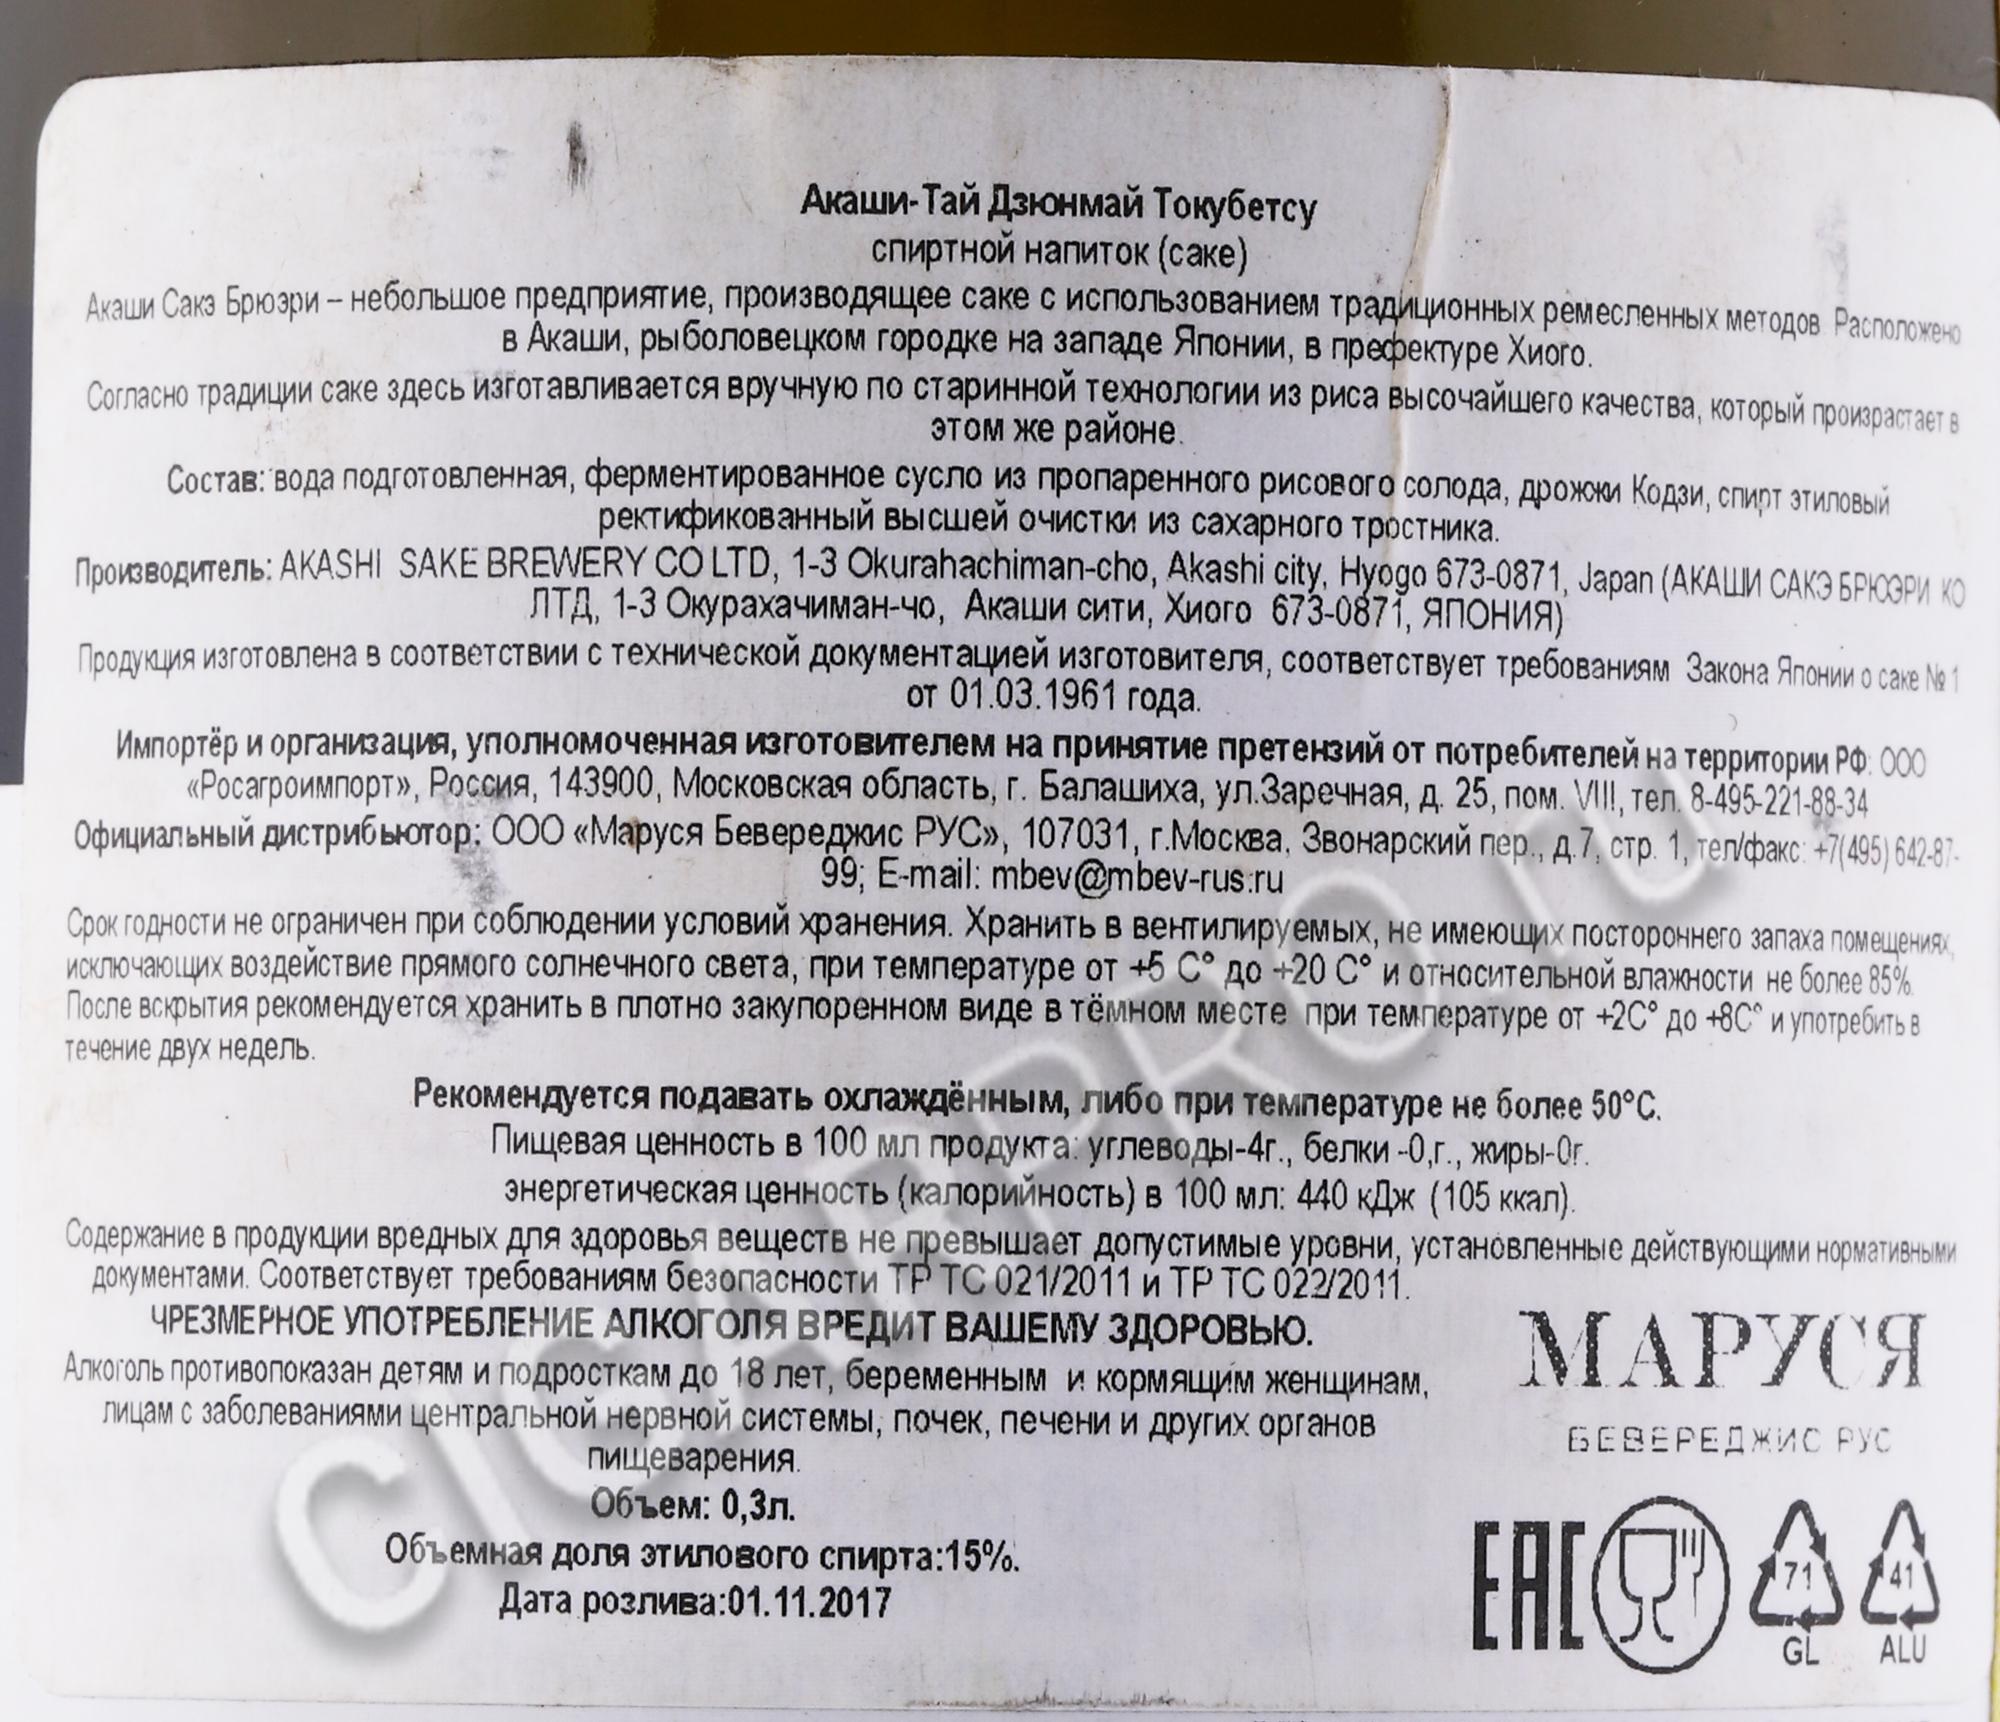 Акаши-Тай Дзюнмай Токубетсу
спиртной напиток (саке)
Акаши Сакэ Брюэри – небольшое предприятие, производящее саке с использованием традиционных ремесленных методов. Расположено
в Акаши, рыболовецком городке на западе Японии, в префектуре Хиого.
Согласно традиции саке здесь изготавливается вручную по старинной технологии из риса высочайшего качества, который произрастает в
этом же районе.
Состав: вода подготовленная, ферментированное сусло из пропаренного рисового солода, дрожжи Кодзи, спирт этиловый
ректификованный высшей очистки из сахарного тростника.
Производитель: AKASHI SAKE BREWERY CO LTD, 1-3 Okurahachiman-cho, Akashi city, Hyogo 673-0871, Japan (АКАШИ САКЭ БРЮЭРИ КО
ЛТД, 1-3 Окурахачиман-чо, Акаши сити, Хиого 673-0871, ЯПОНИЯ)
Продукция изготовлена в соответствии с технической документацией изготовителя, соответствует требованиям Закона Японии о саке № 1
от 01.03.1961 года.
Импортёр и организация, уполномоченная изготовителем на принятие претензий от потребителей на территории РФ: ООО
«Росагроимпорт», Россия, 143900, Московская область, г. Балашиха, ул.Заречная, д. 25, пом. VIII, тел. 8-495-221-88-34
Официальный дистрибьютор: ООО «Маруся Бевереджис РУС», 107031, г.Москва, Звонарский пер., д.7, стр. 1, тел/факс: +7(495) 642-87-
99; E-mail: mbev@mbev-rus.ru
Срок годности не ограничен при соблюдении условий хранения. Хранить в вентилируемых, не имеющих постороннего запаха помещениях,
исключающих воздействие прямого солнечного света, при температуре от +5 С° до +20 С° и относительной влажности не более 85%.
После вскрытия рекомендуется хранить в плотно закупоренном виде в тёмном месте при температуре от +2С° до +8С° и употребить в
течение двух недель.
Рекомендуется подавать охлаждённым, либо при температуре не более 50°С.
Пищевая ценность в 100 мл продукта: углеводы-4г., белки -0,г., жиры-0г.
энергетическая ценность (калорийность) в 100 мл: 440 кДж (105 ккал).
Содержание в продукции вредных для здоровья веществ не превышает допустимые уровни, установленные действующими нормативными
документами. Соответствует требованиям безопасности ТР ТС 021/2011 и ТР ТС 022/2011.
ЧРЕЗМЕРНОЕ УПОТРЕБЛЕНИЕ АЛКОГОЛЯ ВРЕДИТ ВАШЕМУ ЗДОРОВЬЮ.
Алкоголь противопоказан детям и подросткам до 18 лет, беременным и кормящим женщинам,
лицам с заболеваниями центральной нервной системы, почек, печени и других органов
пищеварения.
Объем: 0,3л.
Объемная доля этилового спирта:15%.
Дата розлива:01.11.2017
МАРУСЯ
БЕВЕРЕДЖИС РУС
EAC
71
GL
41
ALU
CIGARPRO.ru